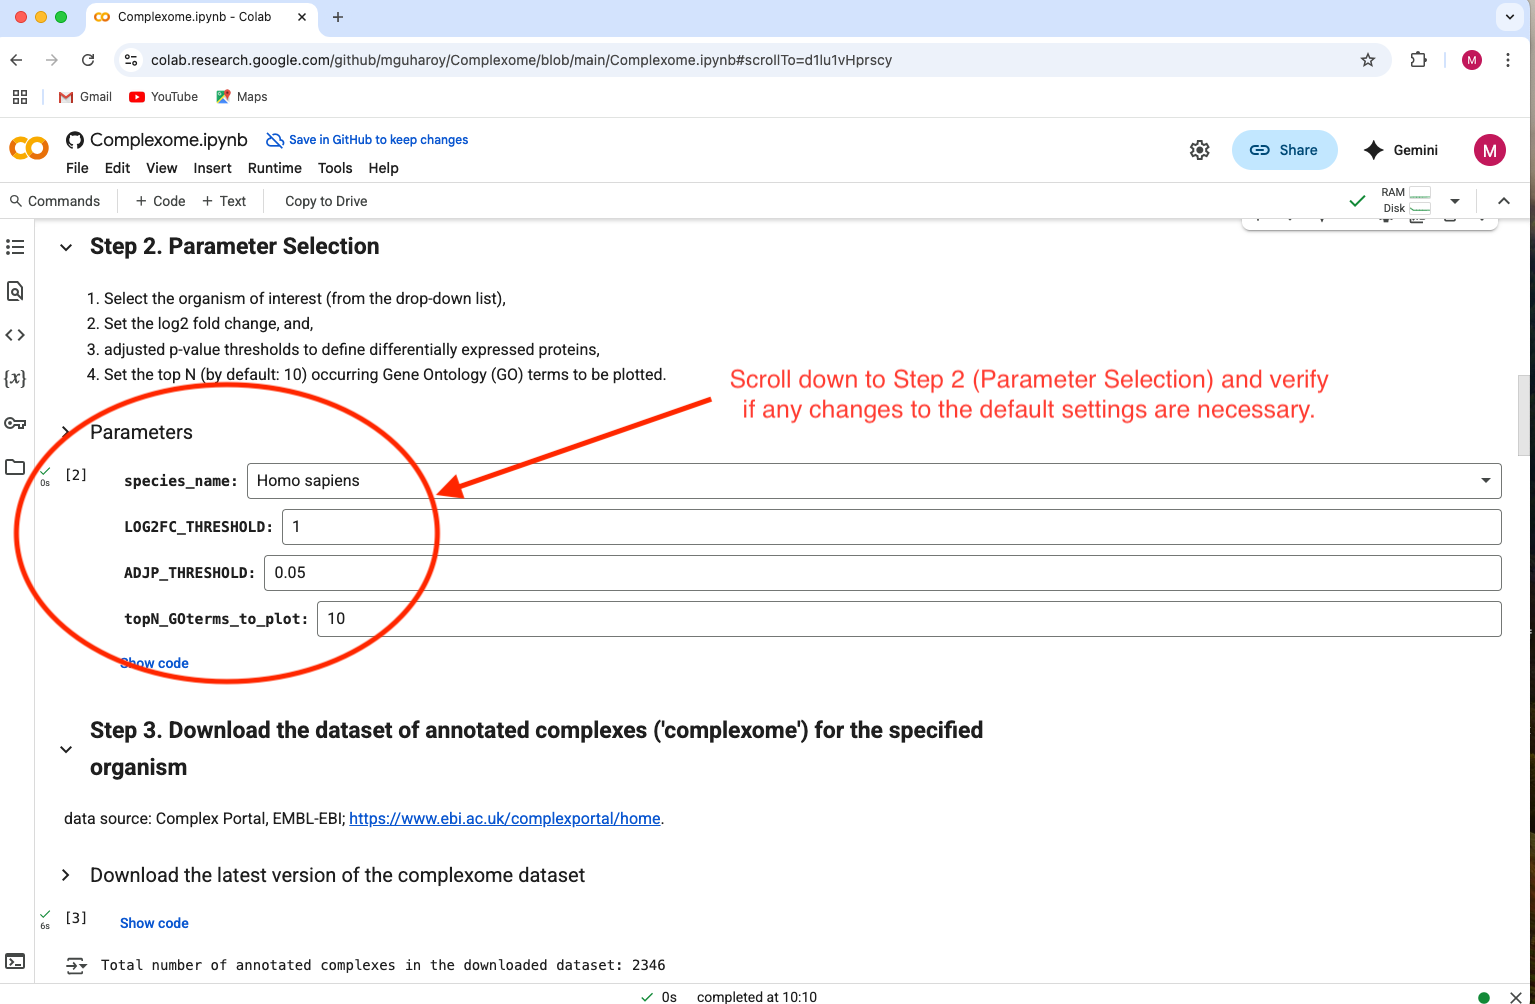 Complexome.ipynb - Colab
colab.research.google.com/github/mguharoy/Complexome/blob/main/Complexome.ipynb#scrollTo=d1lu1vHprscy
M
Gmail
YouTube
Maps
Complexome.ipynb
Save in GitHub to keep changes
File Edit View Insert Runtime Tools Help
Share
Gemini
M
Commands
+ Code + Text
Copy to Drive
RAM
Disk
Step 2. Parameter Selection
1. Select the organism of interest (from the drop-down list),
2. Set the log2 fold change, and,
3. adjusted p-value thresholds to define differentially expressed proteins,
4. Set the top N (by default: 10) occurring Gene Ontology (GO) terms to be plotted.
Scroll down to Step 2 (Parameter Selection) and verify
if any changes to the default settings are necessary.
Parameters
[2]
0s
species_name: Homo sapiens
LOG2FC_THRESHOLD: 1
ADJP_THRESHOLD: 0.05
topN_GOterms_to_plot: 10
Show code
Step 3. Download the dataset of annotated complexes ('complexome') for the specified
organism
data source: Complex Portal, EMBL-EBI; https://www.ebi.ac.uk/complexportal/home.
Download the latest version of the complexome dataset
[3]
6s
Show code
Total number of annotated complexes in the downloaded dataset: 2346
0s completed at 10:10